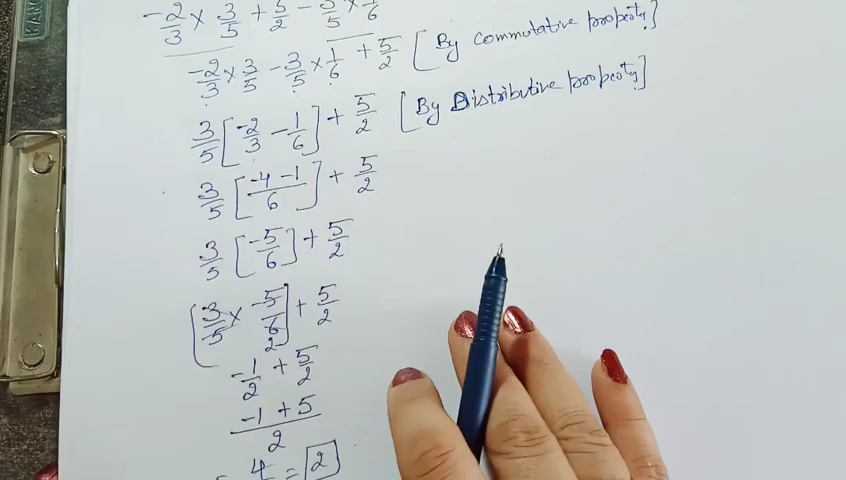 KANG
-2/3 × 3/5 + 5/2 - 3/5 × 1/6
-2/3 × 3/5 - 3/5 × 1/6 + 5/2 [By commutative property]
3/5 [-2/3 - 1/6] + 5/2 [By Distributive property]
3/5 [-4-1/6] + 5/2
3/5 [-5/6] + 5/2
[3/5 × -5/6 2] + 5/2
-1/2 + 5/2
-1+5/2
= 4 = 2